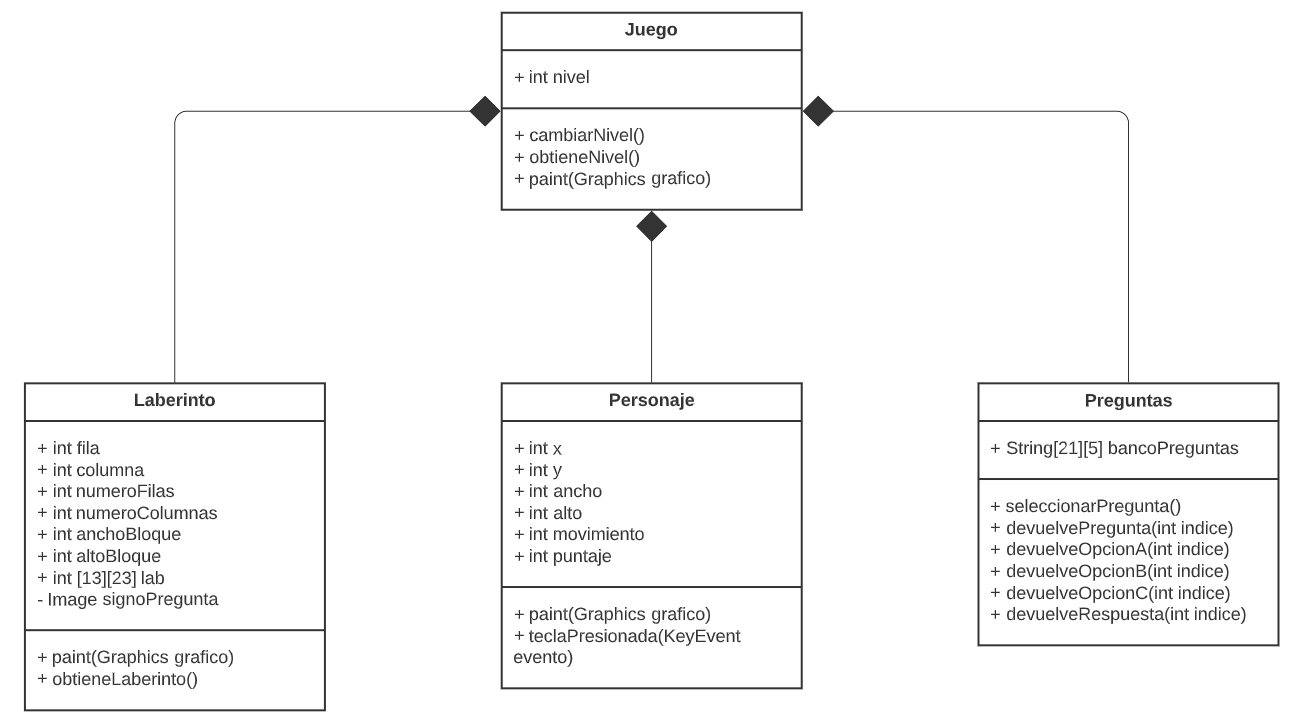 Juego
+ int nivel
+ cambiarNivel()
+ obtieneNivel()
+ paint(Graphics grafico)
Laberinto
+ int fila
+ int columna
+ int numeroFilas
+ int numeroColumnas
+ int anchoBloque
+ int altoBloque
+ int [13][23] lab
- Image signoPregunta
+ paint(Graphics grafico)
+ obtieneLaberinto()
Personaje
+ int x
+ int y
+ int ancho
+ int alto
+ int movimiento
+ int puntaje
+ paint(Graphics grafico)
+ teclaPresionada(KeyEvent
evento)
Preguntas
+ String[21][5] bancoPreguntas
+ seleccionarPregunta()
+ devuelvePregunta(int indice)
+ devuelveOpcionA(int indice)
+ devuelveOpcionB(int indice)
+ devuelveOpcionC(int indice)
+ devuelveRespuesta(int indice)